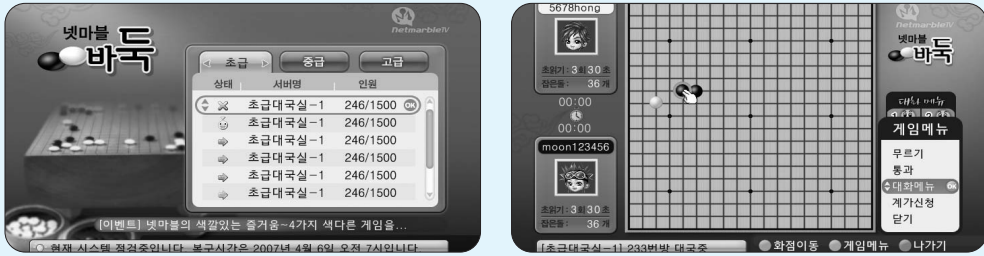 넷마블
바둑
NetmarbleTV
초급 중급 고급
상태 서버명 인원
초급대국실-1 246/1500 OK
초급대국실-1 246/1500
초급대국실-1 246/1500
초급대국실-1 246/1500
초급대국실-1 246/1500
초급대국실-1 246/1500
[이벤트] 넷마블의 색깔있는 즐거움~4가지 색다른 게임을...
현재 시스템 점검중입니다 복구시간은 2007년 4월 6일 오전 7시입니다
5678hong
초읽기 : 3회 30초
잡은돌 : 36개
00:00
00:00
moon123456
초읽기 : 3회 30초
잡은돌 : 36개
NetmarbleTV
넷마블
바둑
대화 메뉴
게임메뉴
무르기
통과
대화메뉴 OK
계가신청
닫기
[초급대국실-1] 233번방 대국중
화점이동 게임메뉴 나가기